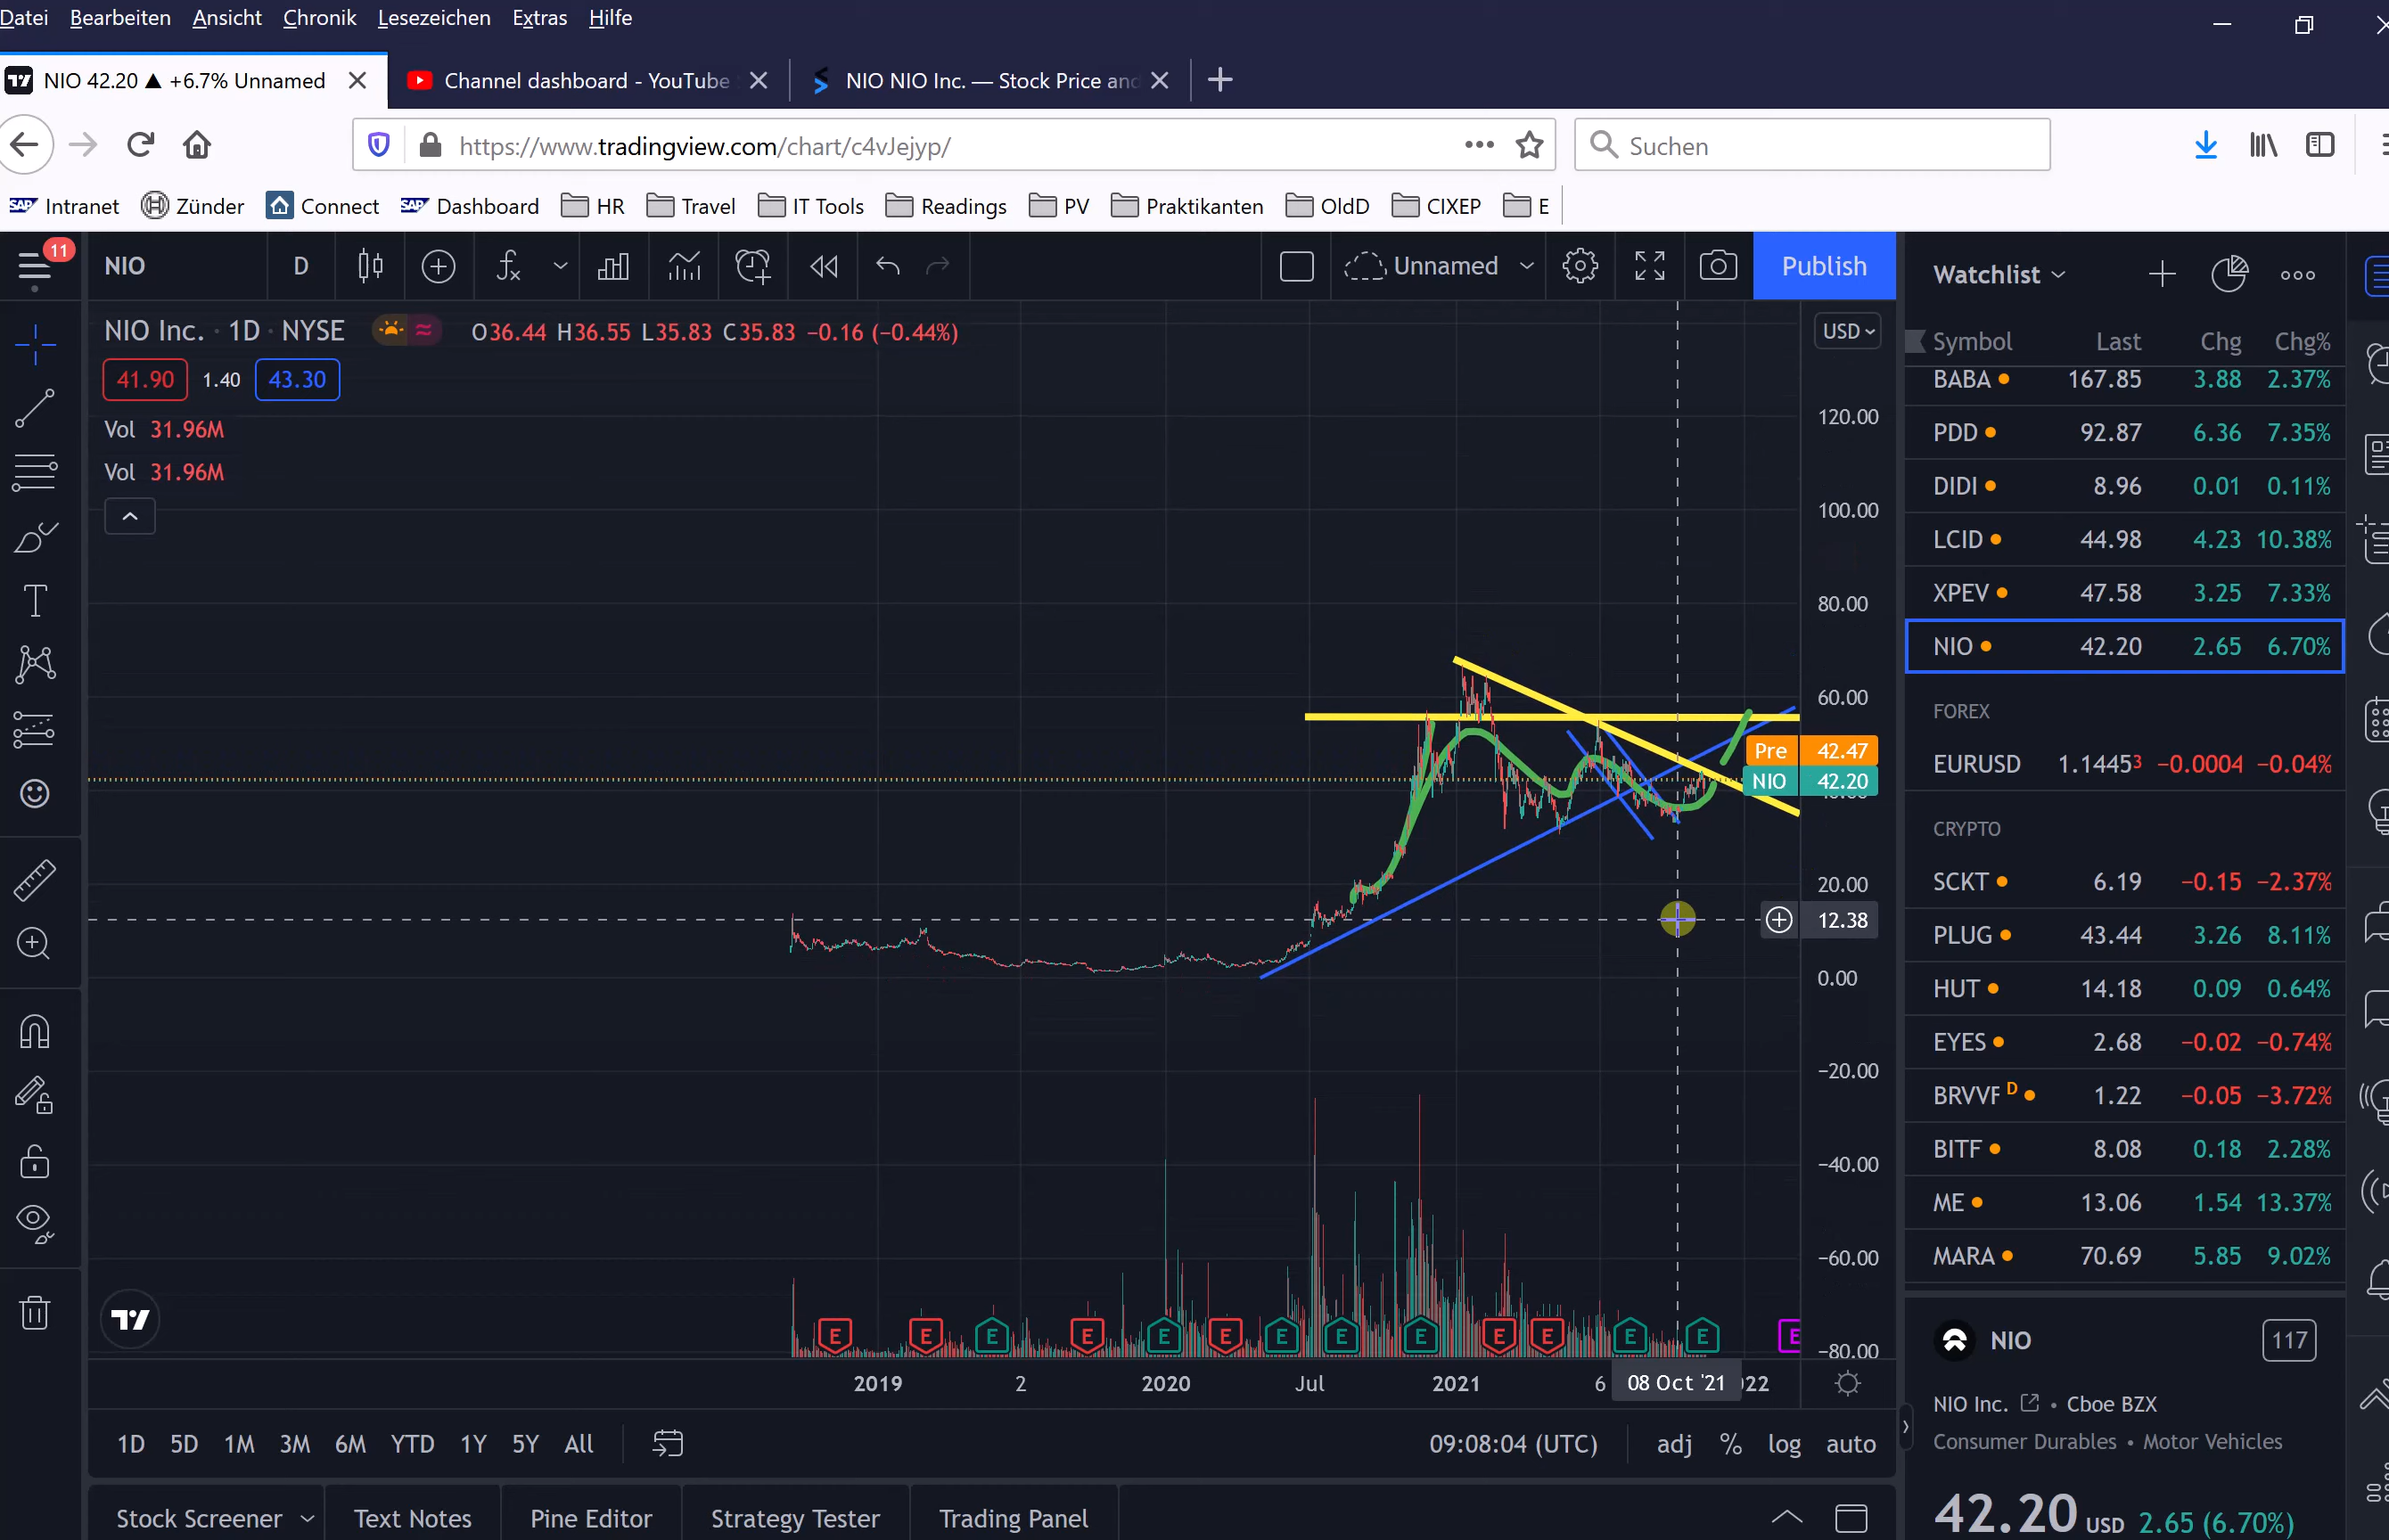 Datei Bearbeiten Ansicht Chronik Lesezeichen Extras Hilfe
NIO 42.20 ▲ +6.7% Unnamed
Channel dashboard - YouTube
NIO NIO Inc. — Stock Price and
https://www.tradingview.com/chart/c4vJejyp/
Suchen
SAP Intranet Zünder Connect SAP Dashboard HR Travel IT Tools Readings PV Praktikanten OldD CIXEP E
11
NIO D Unnamed Publish
NIO Inc. · 1D · NYSE O36.44 H36.55 L35.83 C35.83 −0.16 (−0.44%)
41.90 1.40 43.30
Vol 31.96M
Vol 31.96M
USD
120.00
100.00
80.00
60.00
Pre 42.47
NIO 42.20
20.00
12.38
0.00
−20.00
−40.00
−60.00
−80.00
E E E E E E E E E E E E E E
2019 2 2020 Jul 2021 6 08 Oct '21 22
1D 5D 1M 3M 6M YTD 1Y 5Y All
09:08:04 (UTC) adj % log auto
Stock Screener Text Notes Pine Editor Strategy Tester Trading Panel
Watchlist
Symbol Last Chg Chg%
BABA 167.85 3.88 2.37%
PDD 92.87 6.36 7.35%
DIDI 8.96 0.01 0.11%
LCID 44.98 4.23 10.38%
XPEV 47.58 3.25 7.33%
NIO 42.20 2.65 6.70%
FOREX
EURUSD 1.14453 −0.0004 −0.04%
CRYPTO
SCKT 6.19 −0.15 −2.37%
PLUG 43.44 3.26 8.11%
HUT 14.18 0.09 0.64%
EYES 2.68 −0.02 −0.74%
BRVVF D 1.22 −0.05 −3.72%
BITF 8.08 0.18 2.28%
ME 13.06 1.54 13.37%
MARA 70.69 5.85 9.02%
NIO 117
NIO Inc. • Cboe BZX
Consumer Durables • Motor Vehicles
42.20 USD 2.65 (6.70%)